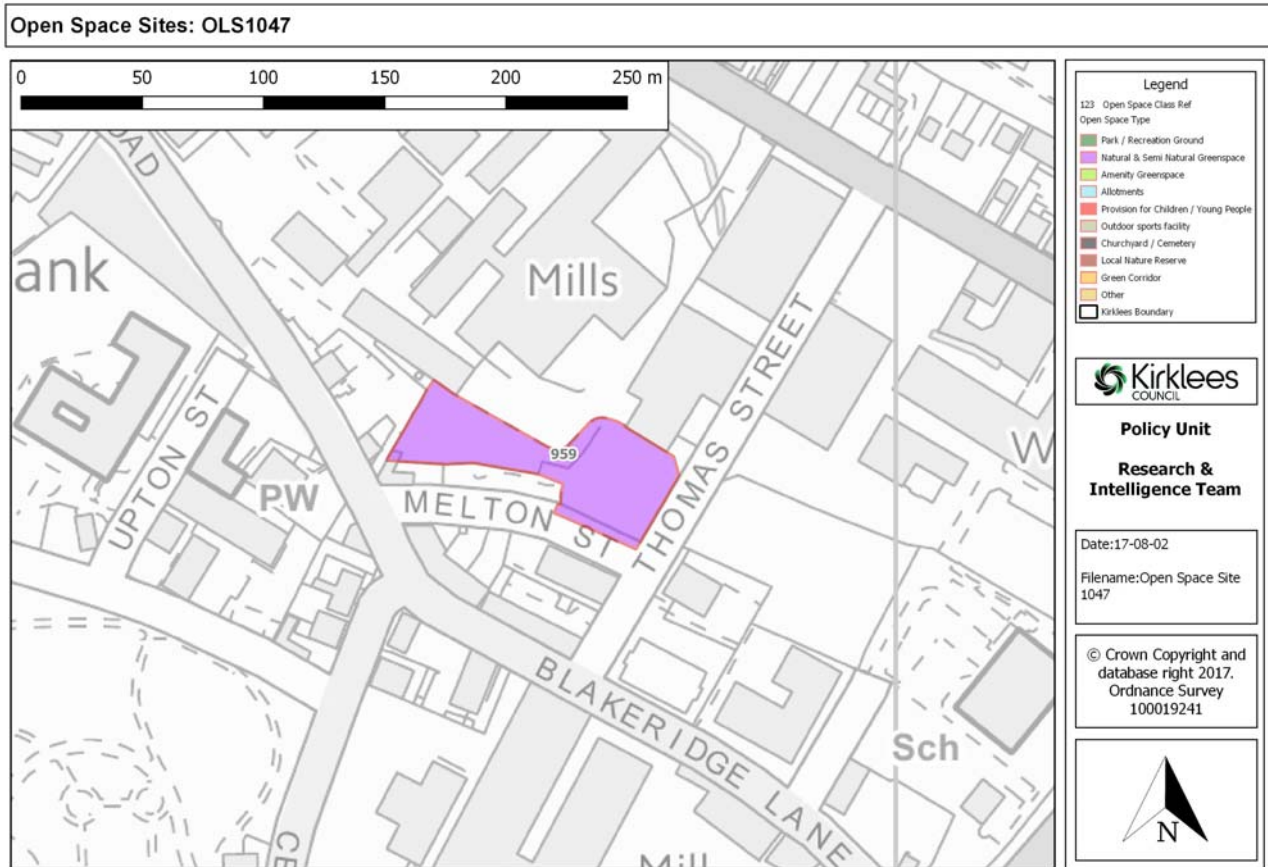 Open Space Sites: OLS1047
0 50 100 150 200 250 m
OAD
ank
Mills
UPTON ST
PW
959
MELTON ST
THOMAS STREET
W
BLAKERIDGE LANE
Sch
CE
Mill
Legend
123 Open Space Class Ref
Open Space Type
Park / Recreation Ground
Natural & Semi Natural Greenspace
Amenity Greenspace
Allotments
Provision for Children / Young People
Outdoor sports facility
Churchyard / Cemetery
Local Nature Reserve
Green Corridor
Other
Kirklees Boundary
Kirklees
COUNCIL
Policy Unit
Research &
Intelligence Team
Date:17-08-02
Filename:Open Space Site
1047
© Crown Copyright and
database right 2017.
Ordnance Survey
100019241
N